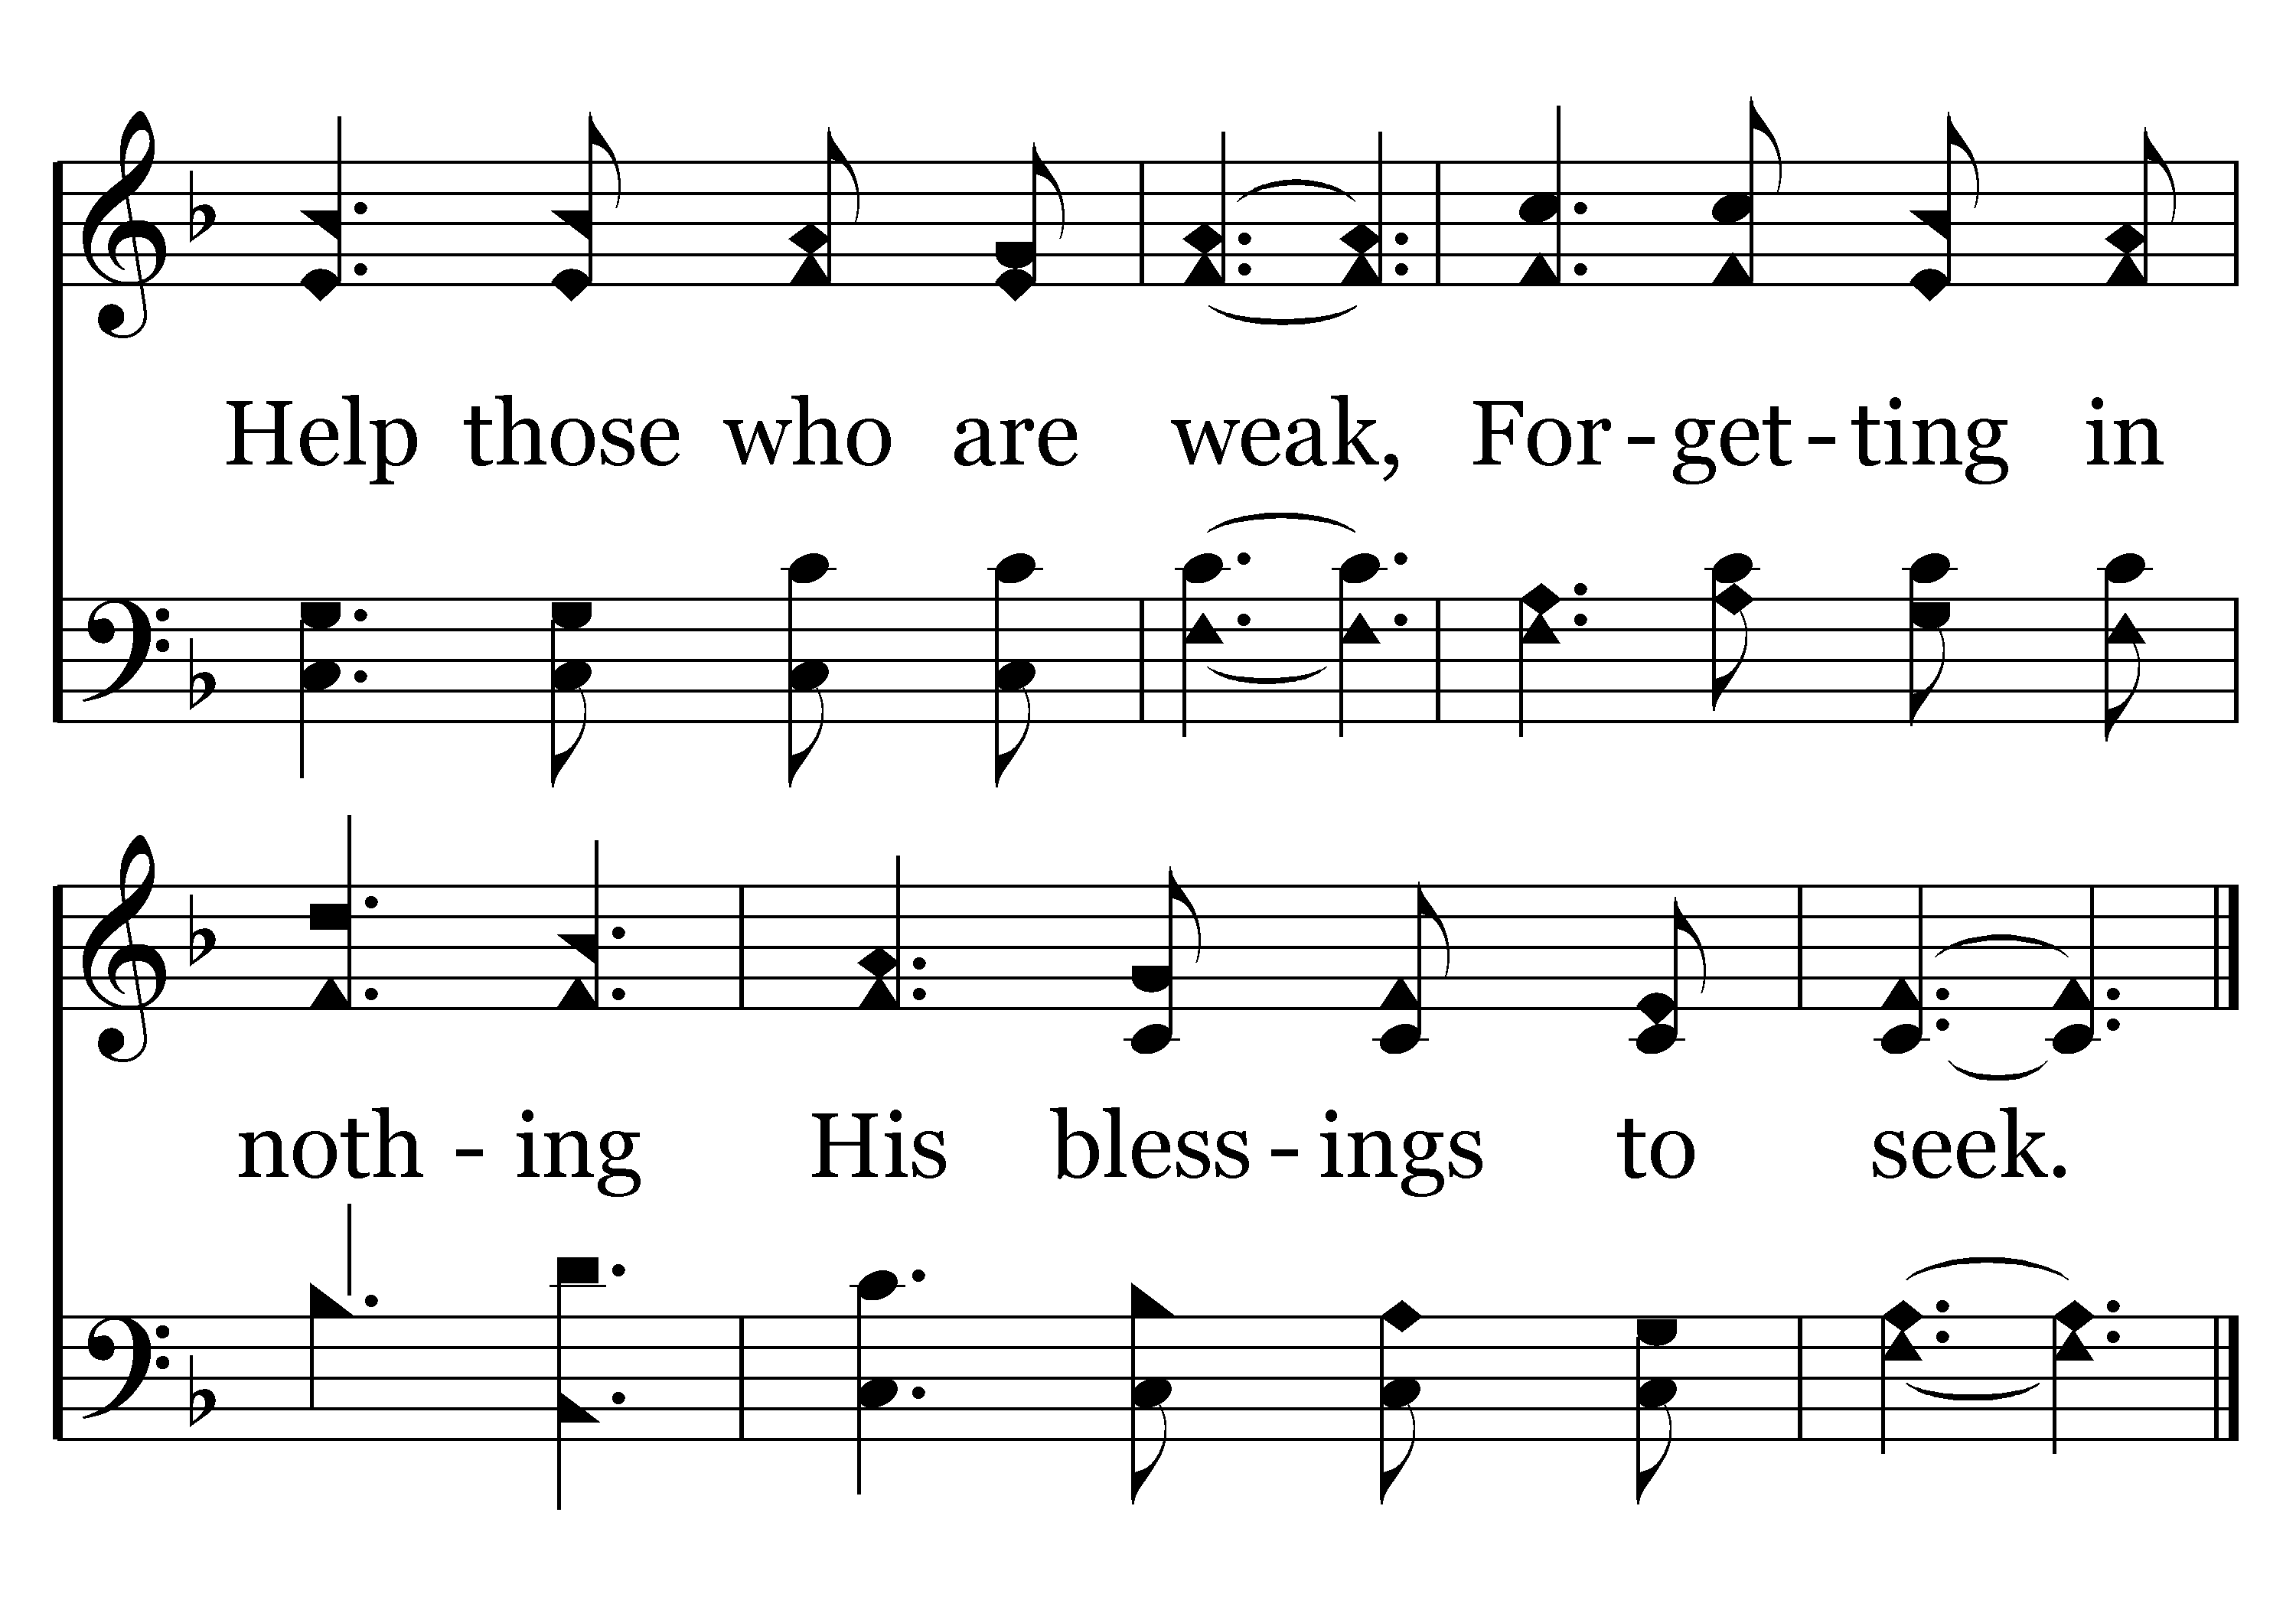 Help those who are weak, For-get-ting in
noth-ing His bless-ings to seek.